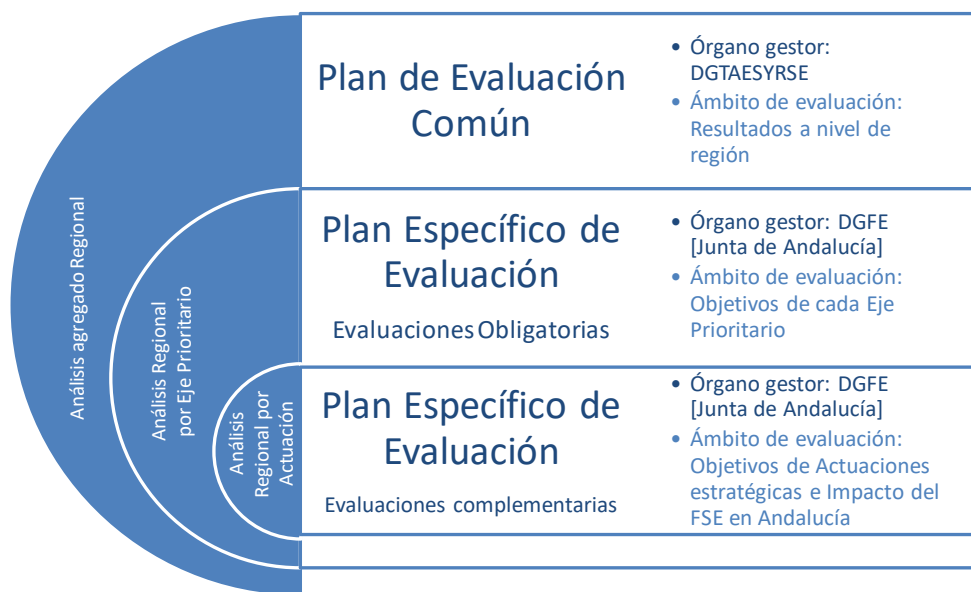 Análisis agregado Regional
Análisis Regional
por Eje Prioritario
Análisis
Regional por
Actuación
Plan de Evaluación
Común
• Órgano gestor:
DGTAESYRSE
• Ámbito de evaluación:
Resultados a nivel de
región
Plan Específico de
Evaluación
Evaluaciones Obligatorias
• Órgano gestor: DGFE
[Junta de Andalucía]
• Ámbito de evaluación:
Objetivos de cada Eje
Prioritario
Plan Específico de
Evaluación
Evaluaciones complementarias
• Órgano gestor: DGFE
[Junta de Andalucía]
• Ámbito de evaluación:
Objetivos de Actuaciones
estratégicas e Impacto del
FSE en Andalucía